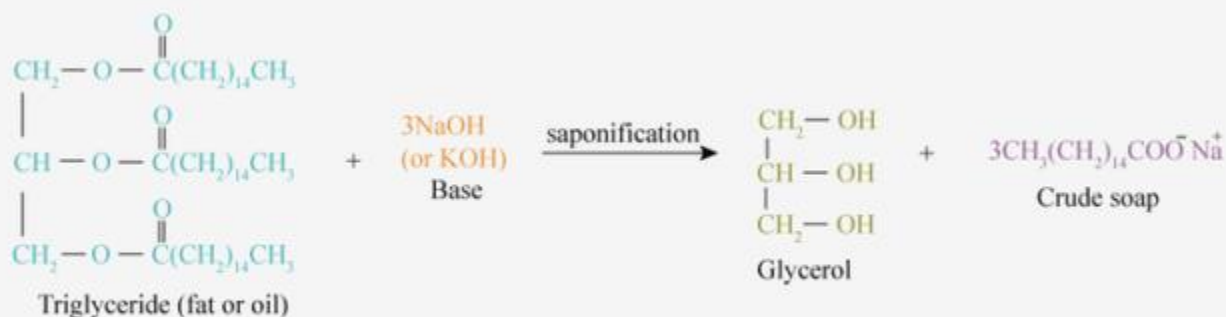 O
CH₂ — O — C(CH₂)₁₄CH₃
O
CH — O — C(CH₂)₁₄CH₃
O
CH₂ — O — C(CH₂)₁₄CH₃
Triglyceride (fat or oil)
+
3NaOH
(or KOH)
Base
saponification
CH₂ — OH
CH — OH
CH₂ — OH
Glycerol
+
3CH₃(CH₂)₁₄COO⁻ Na⁺
Crude soap